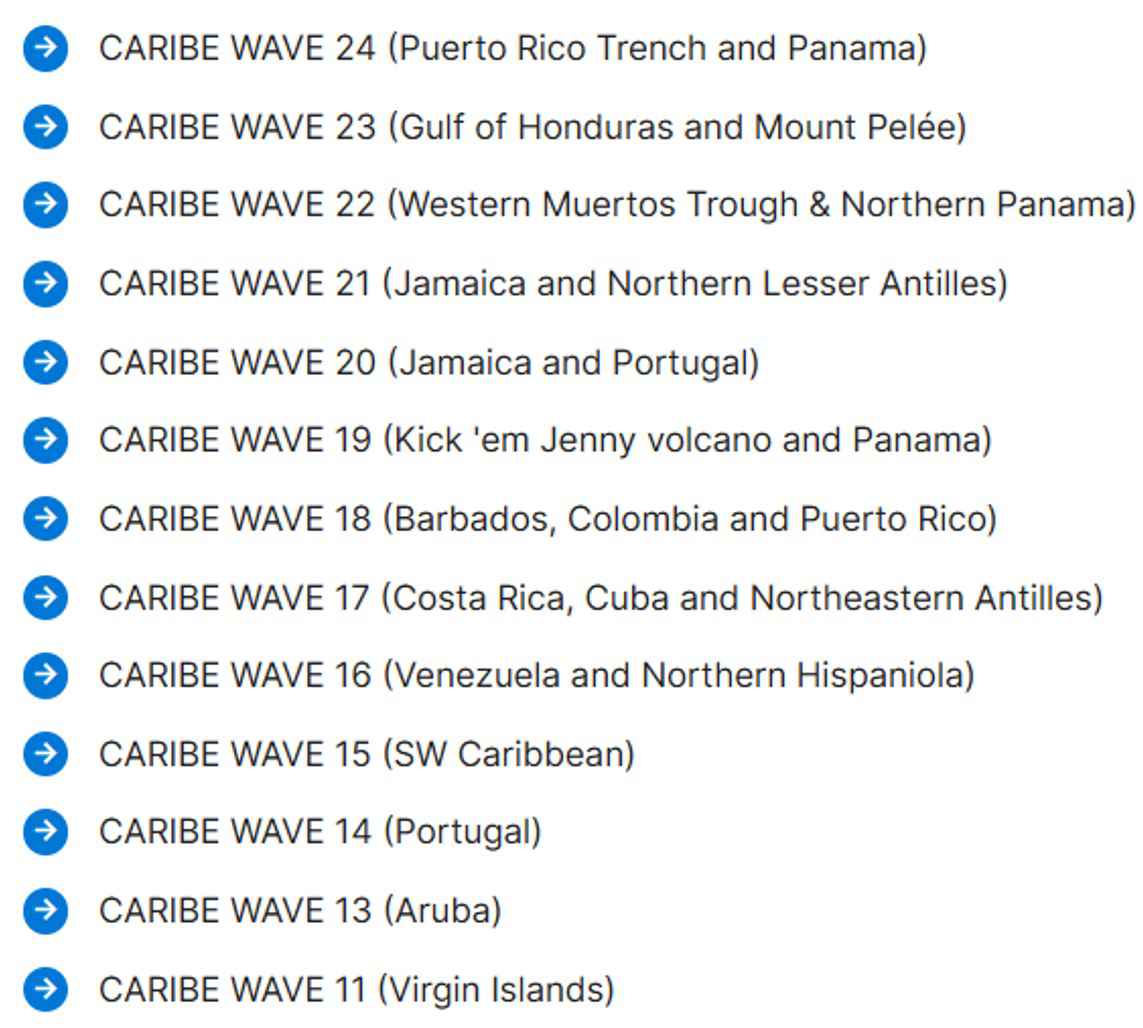 CARIBE WAVE 24 (Puerto Rico Trench and Panama)
CARIBE WAVE 23 (Gulf of Honduras and Mount Pelée)
CARIBE WAVE 22 (Western Muertos Trough & Northern Panama)
CARIBE WAVE 21 (Jamaica and Northern Lesser Antilles)
CARIBE WAVE 20 (Jamaica and Portugal)
CARIBE WAVE 19 (Kick 'em Jenny volcano and Panama)
CARIBE WAVE 18 (Barbados, Colombia and Puerto Rico)
CARIBE WAVE 17 (Costa Rica, Cuba and Northeastern Antilles)
CARIBE WAVE 16 (Venezuela and Northern Hispaniola)
CARIBE WAVE 15 (SW Caribbean)
CARIBE WAVE 14 (Portugal)
CARIBE WAVE 13 (Aruba)
CARIBE WAVE 11 (Virgin Islands)